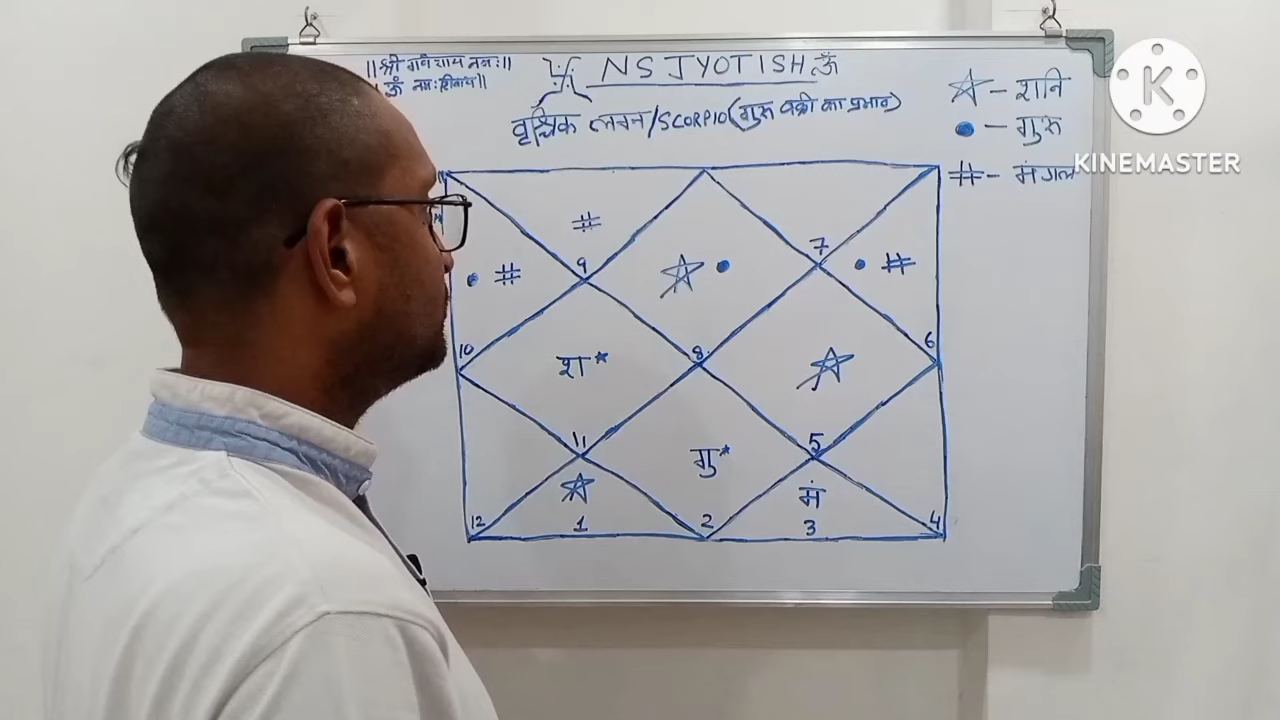 ॥श्री गणेशाय नमः॥
ॐ नमः शिवाय॥
NS JYOTISH ॐ
वृश्चिक लग्न/SCORPIO(गुरु वक्री का प्रभाव)
☆ - शनि
● - गुरु
# - मंगल
K
KINEMASTER
#
9
7
● #
☆ ●
● #
10
श*
8
☆
6
11
गु*
5
☆
मं
12
1
2
3
4